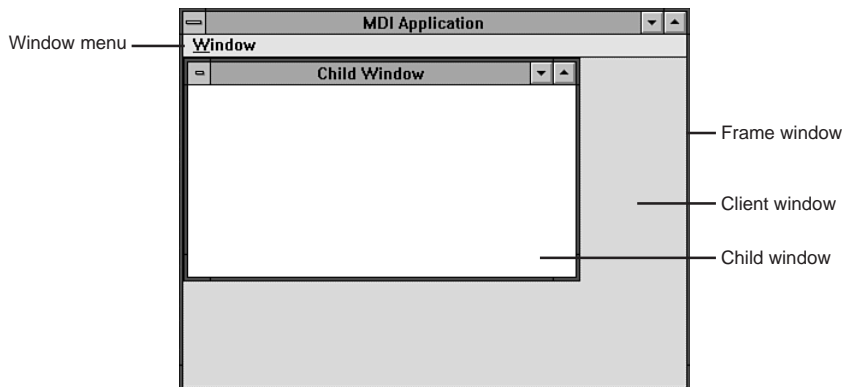 MDI Application
Window menu
Window
Child Window
Frame window
Client window
Child window